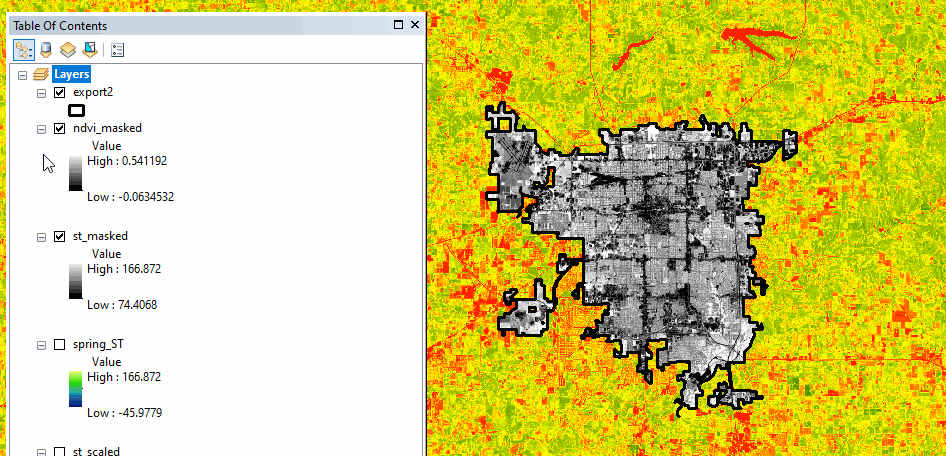 Table Of Contents
Layers
export2
ndvi_masked
Value
High : 0.541192
Low : -0.0634532
st_masked
Value
High : 166.872
Low : 74.4068
spring_ST
Value
High : 166.872
Low : -45.9779
st_scaled